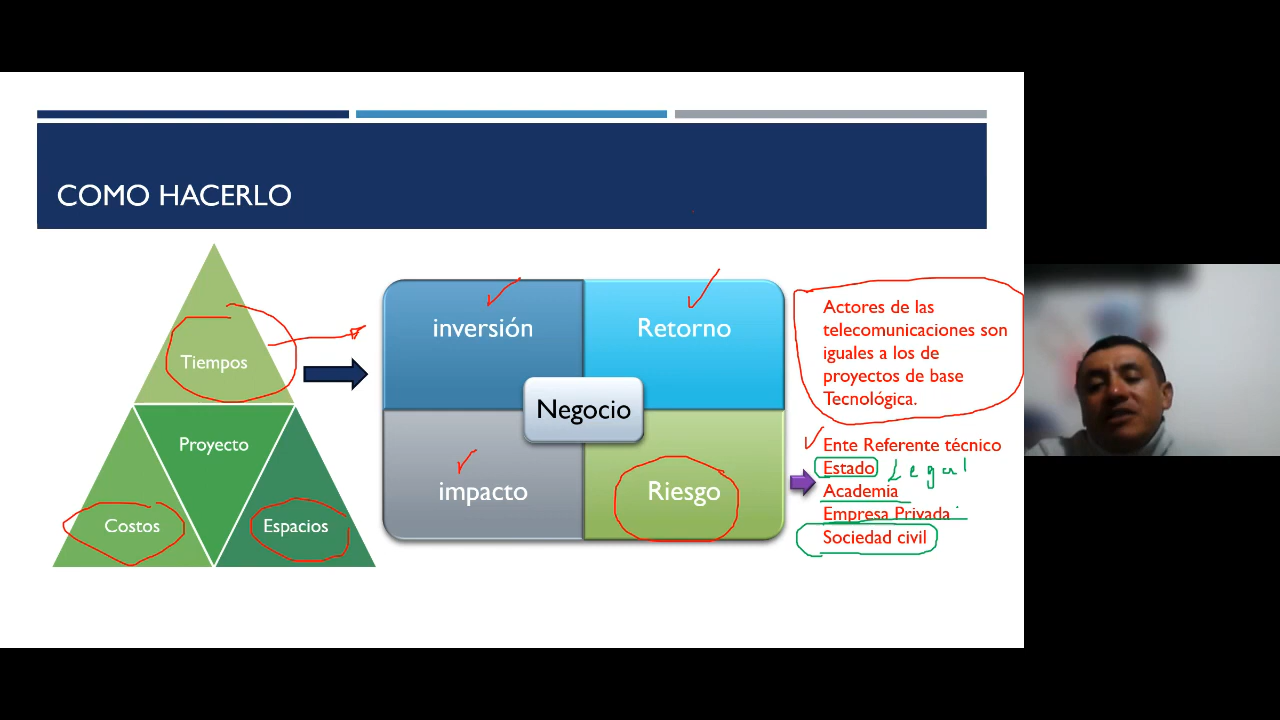 COMO HACERLO
Tiempos
Proyecto
Costos
Espacios
inversión
Retorno
Negocio
impacto
Riesgo
Actores de las
telecomunicaciones son
iguales a los de
proyectos de base
Tecnológica.
Ente Referente técnico
Estado Legal
Academia
Empresa Privada
Sociedad civil